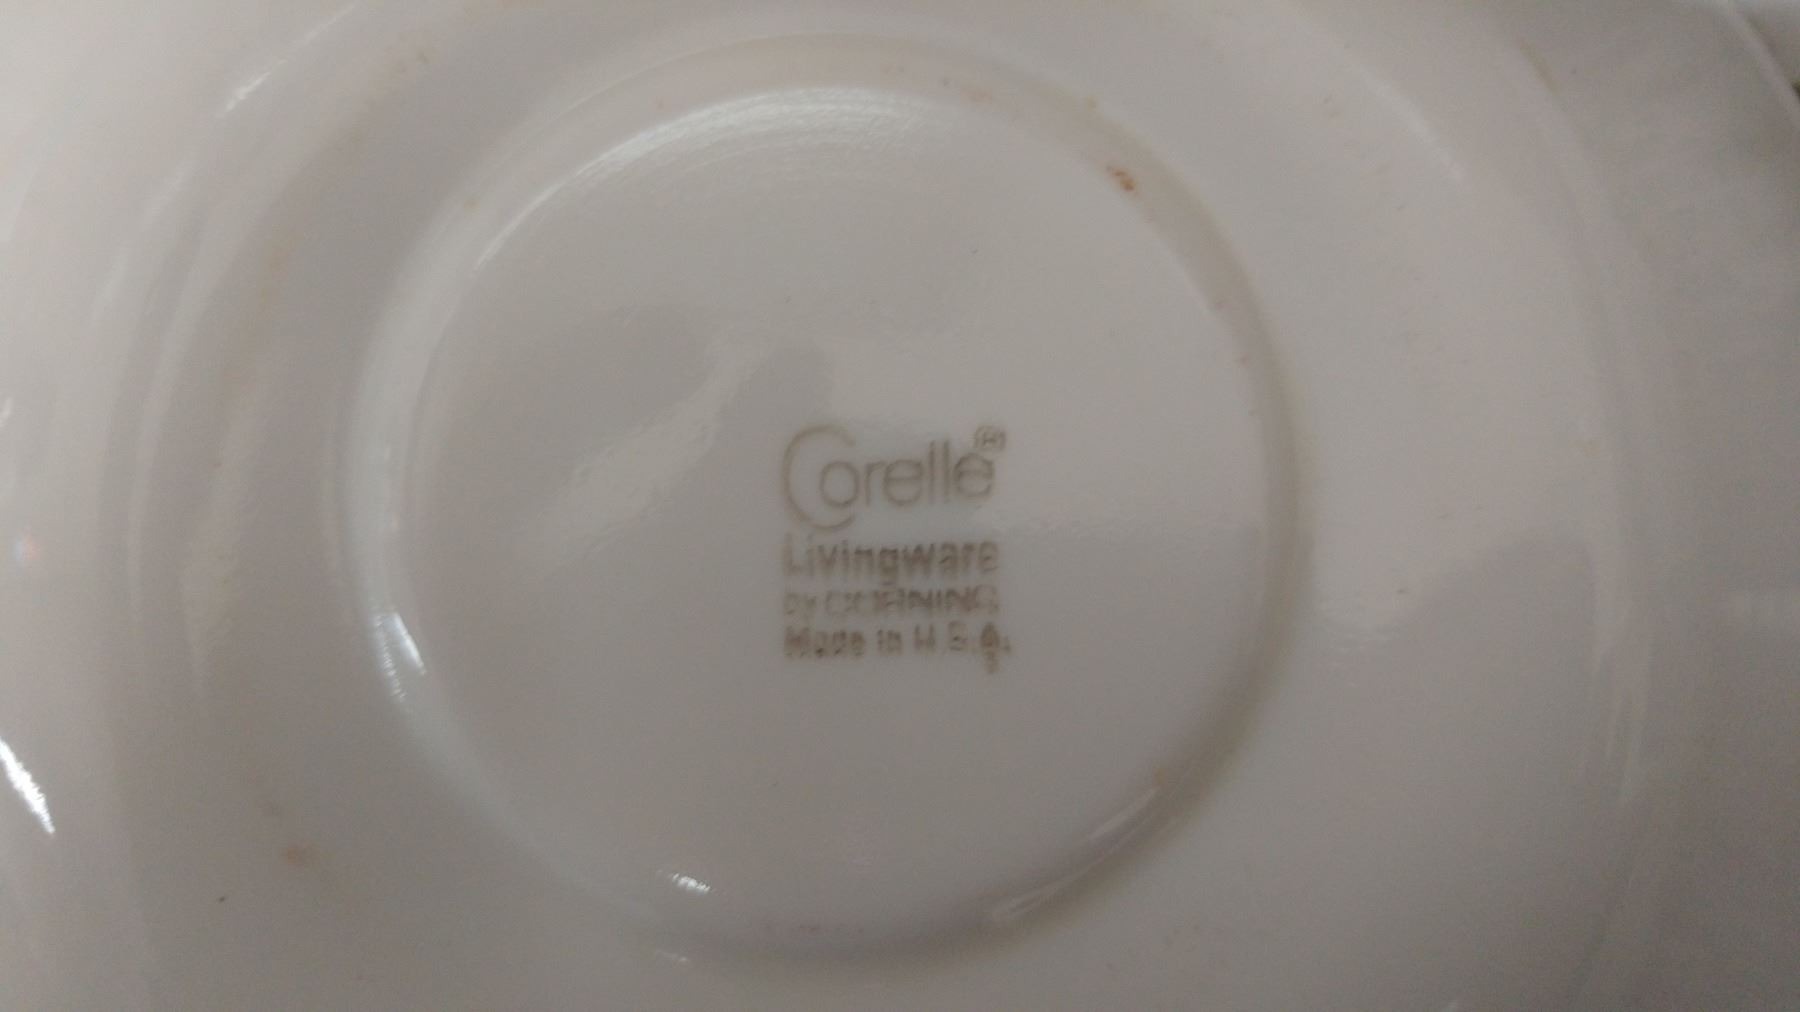 Corelle®
Livingware
by CORNING
Made in U.S.A.